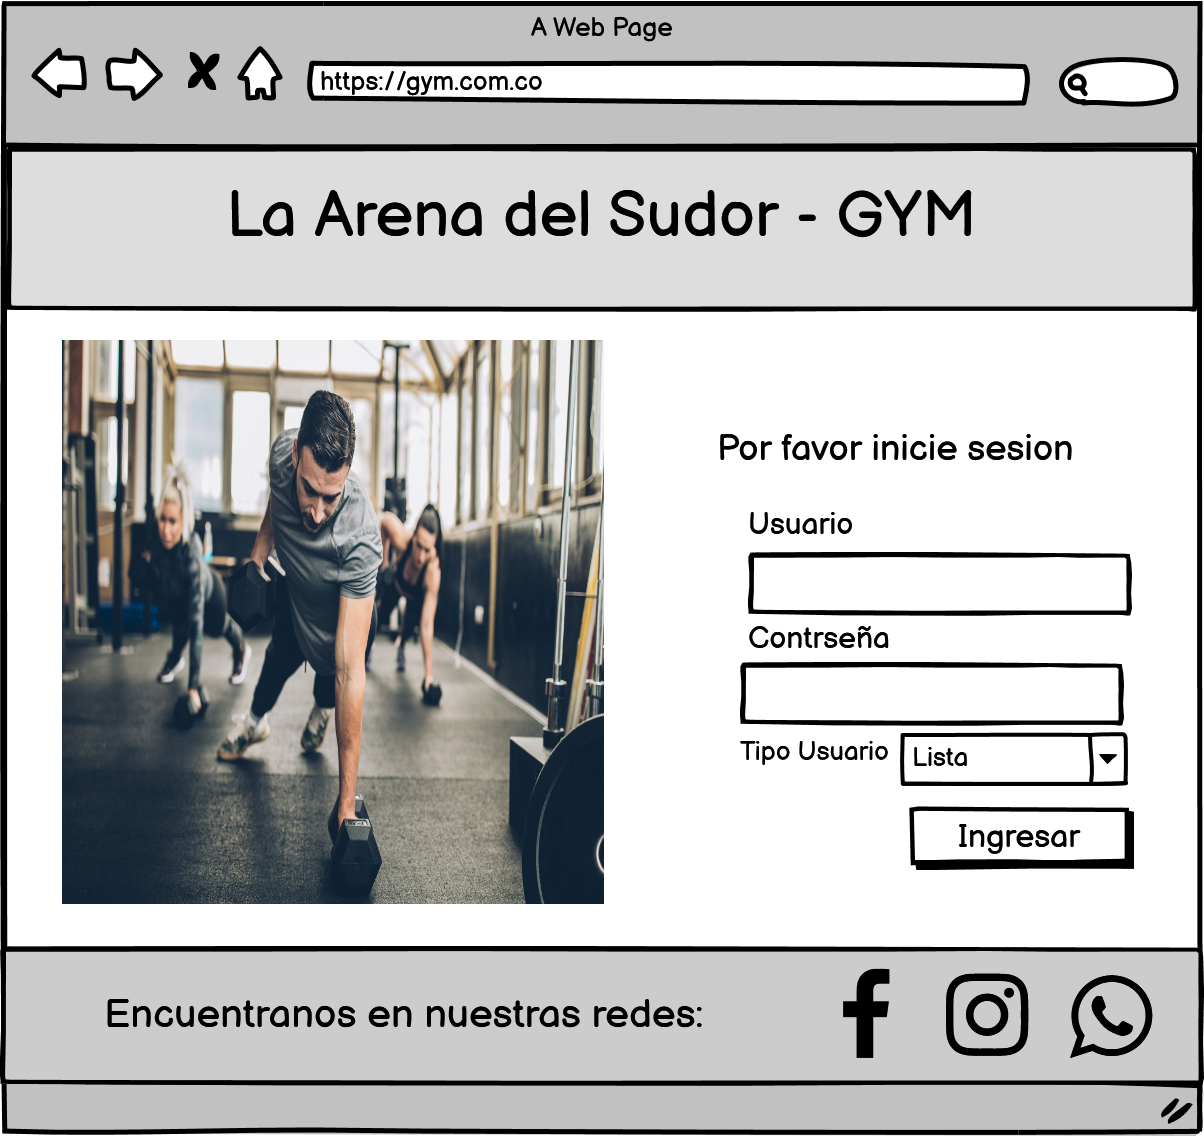 A Web Page
https://gym.com.co
La Arena del Sudor - GYM
Por favor inicie sesion
Usuario
Contrseña
Tipo Usuario
Lista
Ingresar
Encuentranos en nuestras redes: